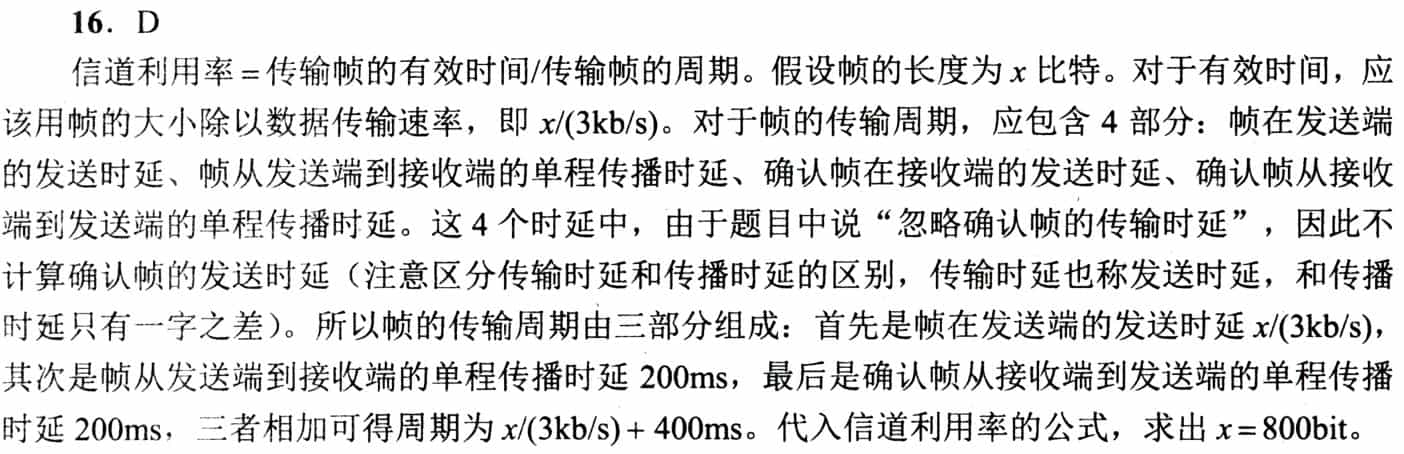 16．D
信道利用率=传输帧的有效时间/传输帧的周期。假设帧的长度为 x 比特。对于有效时间，应
该用帧的大小除以数据传输速率，即 x/(3kb/s)。对于帧的传输周期，应包含 4 部分：帧在发送端
的发送时延、帧从发送端到接收端的单程传播时延、确认帧在接收端的发送时延、确认帧从接收
端到发送端的单程传播时延。这 4 个时延中，由于题目中说“忽略确认帧的传输时延”，因此不
计算确认帧的发送时延（注意区分传输时延和传播时延的区别，传输时延也称发送时延，和传播
时延只有一字之差）。所以帧的传输周期由三部分组成：首先是帧在发送端的发送时延 x/(3kb/s)，
其次是帧从发送端到接收端的单程传播时延 200ms，最后是确认帧从接收端到发送端的单程传播
时延 200ms，三者相加可得周期为 x/(3kb/s) + 400ms。代入信道利用率的公式，求出 x = 800bit。